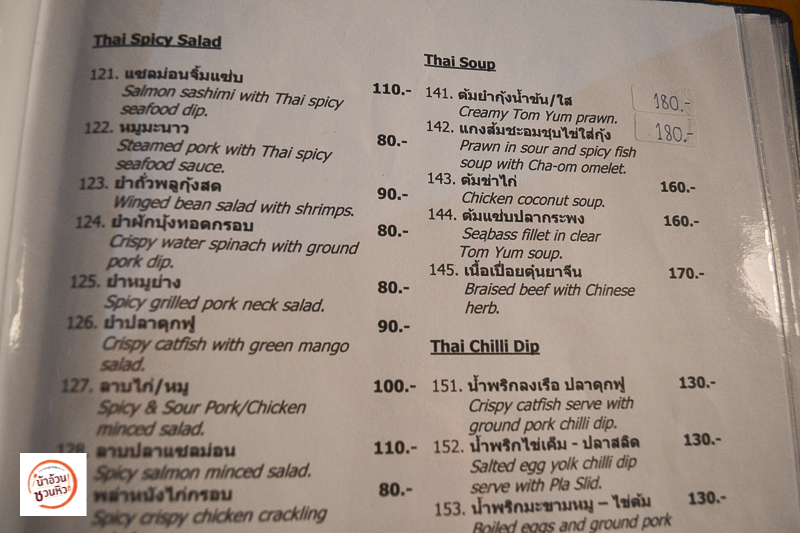 Thai Spicy Salad
121. แซลม่อนจิ้มแซ่บ 110.-
Salmon sashimi with Thai spicy
seafood dip.
122. หมูมะนาว 80.-
Steamed pork with Thai spicy
seafood sauce.
123. ยำถั่วพลูกุ้งสด 90.-
Winged bean salad with shrimps.
124. ยำผักบุ้งทอดกรอบ 80.-
Crispy water spinach with ground
pork dip.
125. ยำหมูย่าง 80.-
Spicy grilled pork neck salad.
126. ยำปลาดุกฟู 90.-
Crispy catfish with green mango
salad.
127. ลาบไก่/หมู 100.-
Spicy & Sour Pork/Chicken
minced salad.
128. ลาบปลาแซลม่อน 110.-
Spicy salmon minced salad.
พล่าหนังไก่กรอบ 80.-
Spicy crispy chicken crackling
Thai Soup
141. ต้มยำกุ้งน้ำข้น/ใส 180.-
Creamy Tom Yum prawn.
142. แกงส้มชะอมชุบไข่ใส่กุ้ง 180.-
Prawn in sour and spicy fish
soup with Cha-om omelet.
143. ต้มข่าไก่ 160.-
Chicken coconut soup.
144. ต้มแซ่บปลากระพง 160.-
Seabass fillet in clear
Tom Yum soup.
145. เนื้อเปื่อยตุ๋นยาจีน 170.-
Braised beef with Chinese
herb.
Thai Chilli Dip
151. น้ำพริกลงเรือ ปลาดุกฟู 130.-
Crispy catfish serve with
ground pork chilli dip.
152. น้ำพริกไข่เค็ม - ปลาสลิด 130.-
Salted egg yolk chilli dip
serve with Pla Slid.
153. น้ำพริกมะขามหมู – ไข่ต้ม 130.-
Boiled eggs and ground pork
น้าอ้วน
ชวนหิว